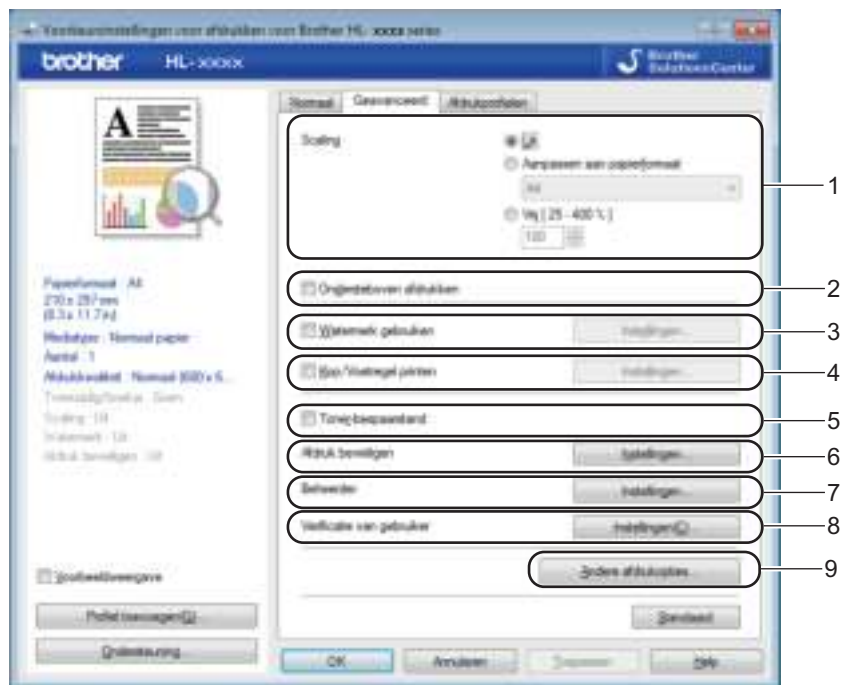 Voorkeursinstellingen voor afdrukken voor Brother HL- xxxx series
brother HL-xxxx
Brother
SolutionsCenter
Normaal Geavanceerd Afdrukprofielen
Scaling
Uit
Aanpassen aan papierformaat
A4
Vrij [ 25 - 400 % ]
100
1
Ondersteboven afdrukken
2
Watermerk gebruiken Instellingen...
3
Kop-/Voetregel printen Instellingen...
4
Toner-bespaarstand
5
Afdruk beveiligen Instellingen...
6
Beheerder Instellingen...
7
Verificatie van gebruiker
8
Andere afdrukopties...
9
Standaard
Papierformaat : A4
210 x 297 mm
(8.3 x 11.7 in)
Mediatype : Normaal papier
Aantal : 1
Afdrukkwaliteit : Normaal (600 x 6...
Scaling : Uit
Watermerk : Uit
Afdruk beveiligen : Uit
Voorbeeldweergave
Profiel toevoegen
Ondersteuning...
OK Annuleren Toepassen Help